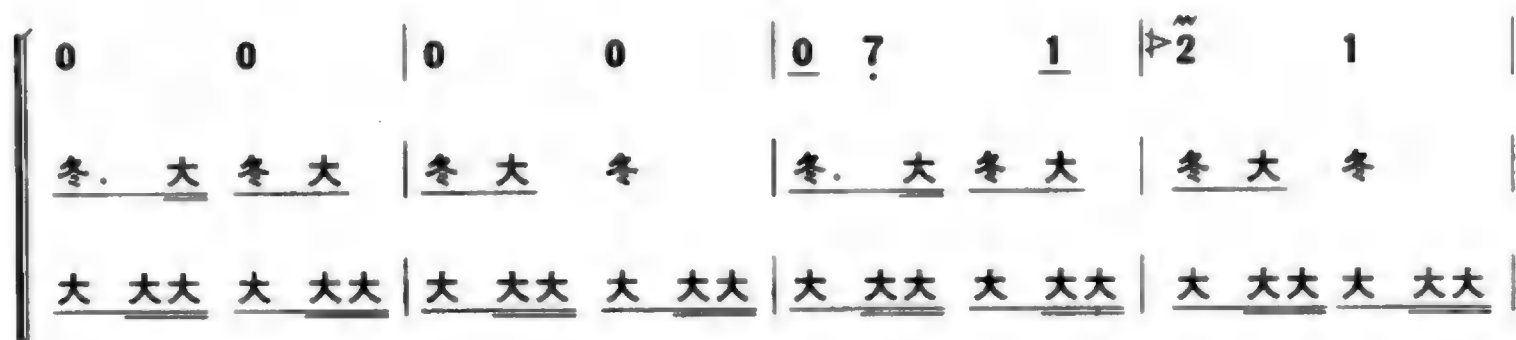 0 0 | 0 0 | 0 7 1 | 2 1 |
冬. 大 冬 大 | 冬 大 冬 | 冬. 大 冬 大 | 冬 大 冬 |
大 大大 大 大大 | 大 大大 大 大大 | 大 大大 大 大大 | 大 大大 大 大大 |